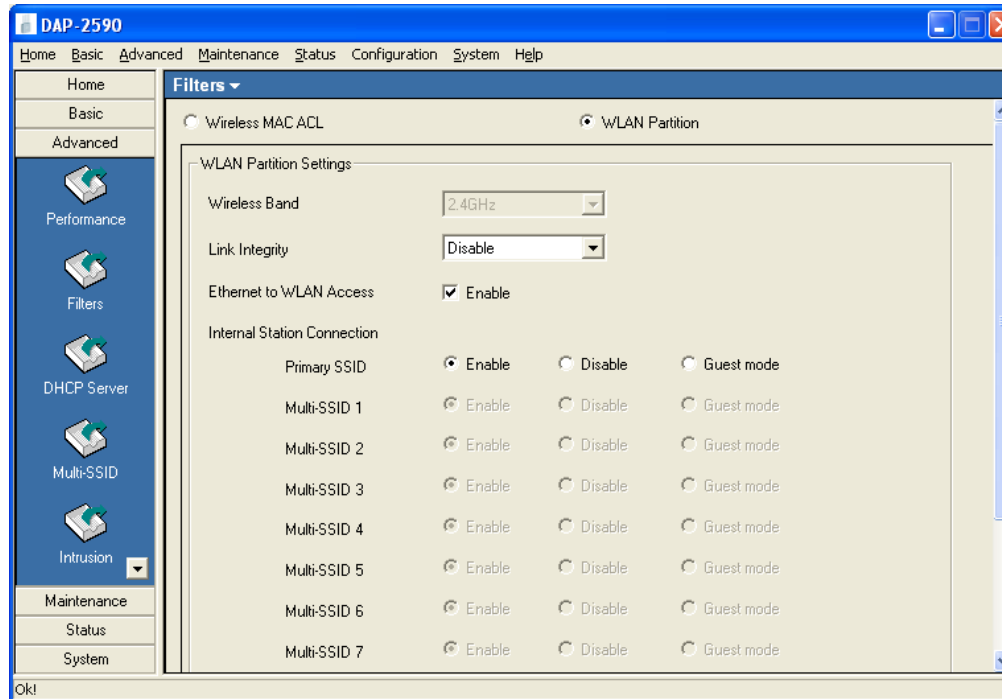 DAP-2590
Home Basic Advanced Maintenance Status Configuration System Help
Home
Basic
Advanced
Performance
Filters
DHCP Server
Multi-SSID
Intrusion
Maintenance
Status
System
Filters
Wireless MAC ACL WLAN Partition
WLAN Partition Settings
Wireless Band 2.4GHz
Link Integrity Disable
Ethernet to WLAN Access Enable
Internal Station Connection
Primary SSID Enable Disable Guest mode
Multi-SSID 1 Enable Disable Guest mode
Multi-SSID 2 Enable Disable Guest mode
Multi-SSID 3 Enable Disable Guest mode
Multi-SSID 4 Enable Disable Guest mode
Multi-SSID 5 Enable Disable Guest mode
Multi-SSID 6 Enable Disable Guest mode
Multi-SSID 7 Enable Disable Guest mode
Ok!